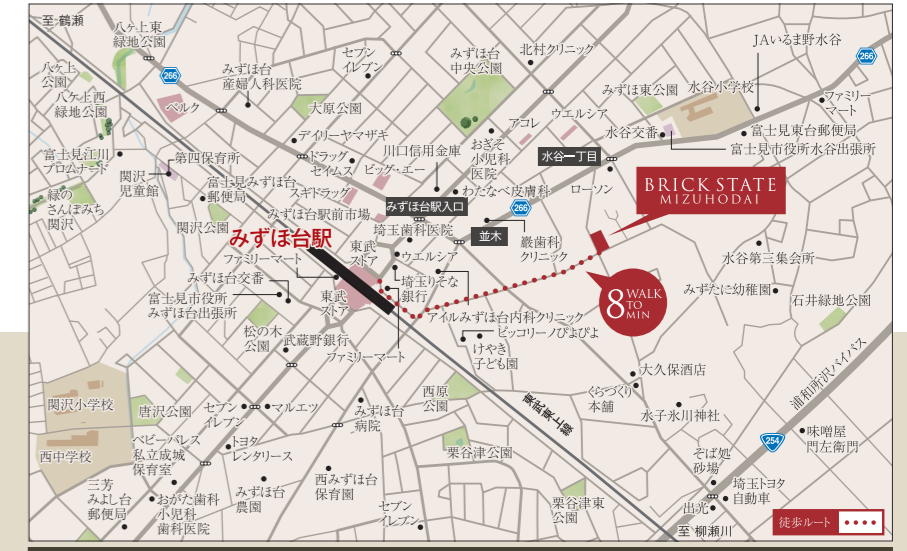 至 鶴瀬
八ヶ上東
緑地公園
266
八ヶ上
公園
八ケ上西
緑地公園
ベルク
みずほ台
産婦人科医院
セブン
イレブン
大原公園
みずほ台
中央公園
北村クリニック
JAいるま野水谷
266
ファミリー
マート
みずほ東公園
水谷小学校
アコレ
ウエルシア
水谷交番
富士見東台郵便局
富士見市役所水谷出張所
デイリーヤマザキ
川口信用金庫
おぎそ
小児科
医院
水谷一丁目
ローソン
富士見江川
プロムナード
第四保育所
関沢
児童館
ドラッグ
セイムス
ビッグ・エー
わたなべ皮膚科
富士見みずほ台
郵便局
スギドラッグ
みずほ台駅入口
266
並木
緑の
さんぽみち
関沢
関沢公園
みずほ台駅前市場
埼玉歯科医院
巌歯科
クリニック
BRICK STATE
MIZUHODAI
みずほ台駅
東武
ストア
ファミリーマート
ウエルシア
水谷第三集会所
みずほ台交番
埼玉りそな
銀行
富士見市役所
みずほ台出張所
東武
ストア
アイルみずほ台内科クリニック
8 WALK
TO
MIN
みずたに幼稚園
石井緑地公園
松の木
公園
武蔵野銀行
ファミリーマート
ピッコリーノぴよぴよ
けやき
子ども園
大久保酒店
浦和所沢バイパス
関沢小学校
唐沢公園
セブン
イレブン
マルエツ
みずほ台
病院
西原
公園
東武東上線
くらづくり
本舗
水子氷川神社
西中学校
ベビーパレス
私立成城
保育室
トヨタ
レンタリース
栗谷津公園
254
味噌屋
門左衛門
そば処
砂場
三芳
みよし台
郵便局
おがた歯科
小児科
歯科医院
みずほ台
農園
西みずほ台
保育園
セブン
イレブン
栗谷津東
公園
埼玉トヨタ
自動車
出光
至 柳瀬川
徒歩ルート